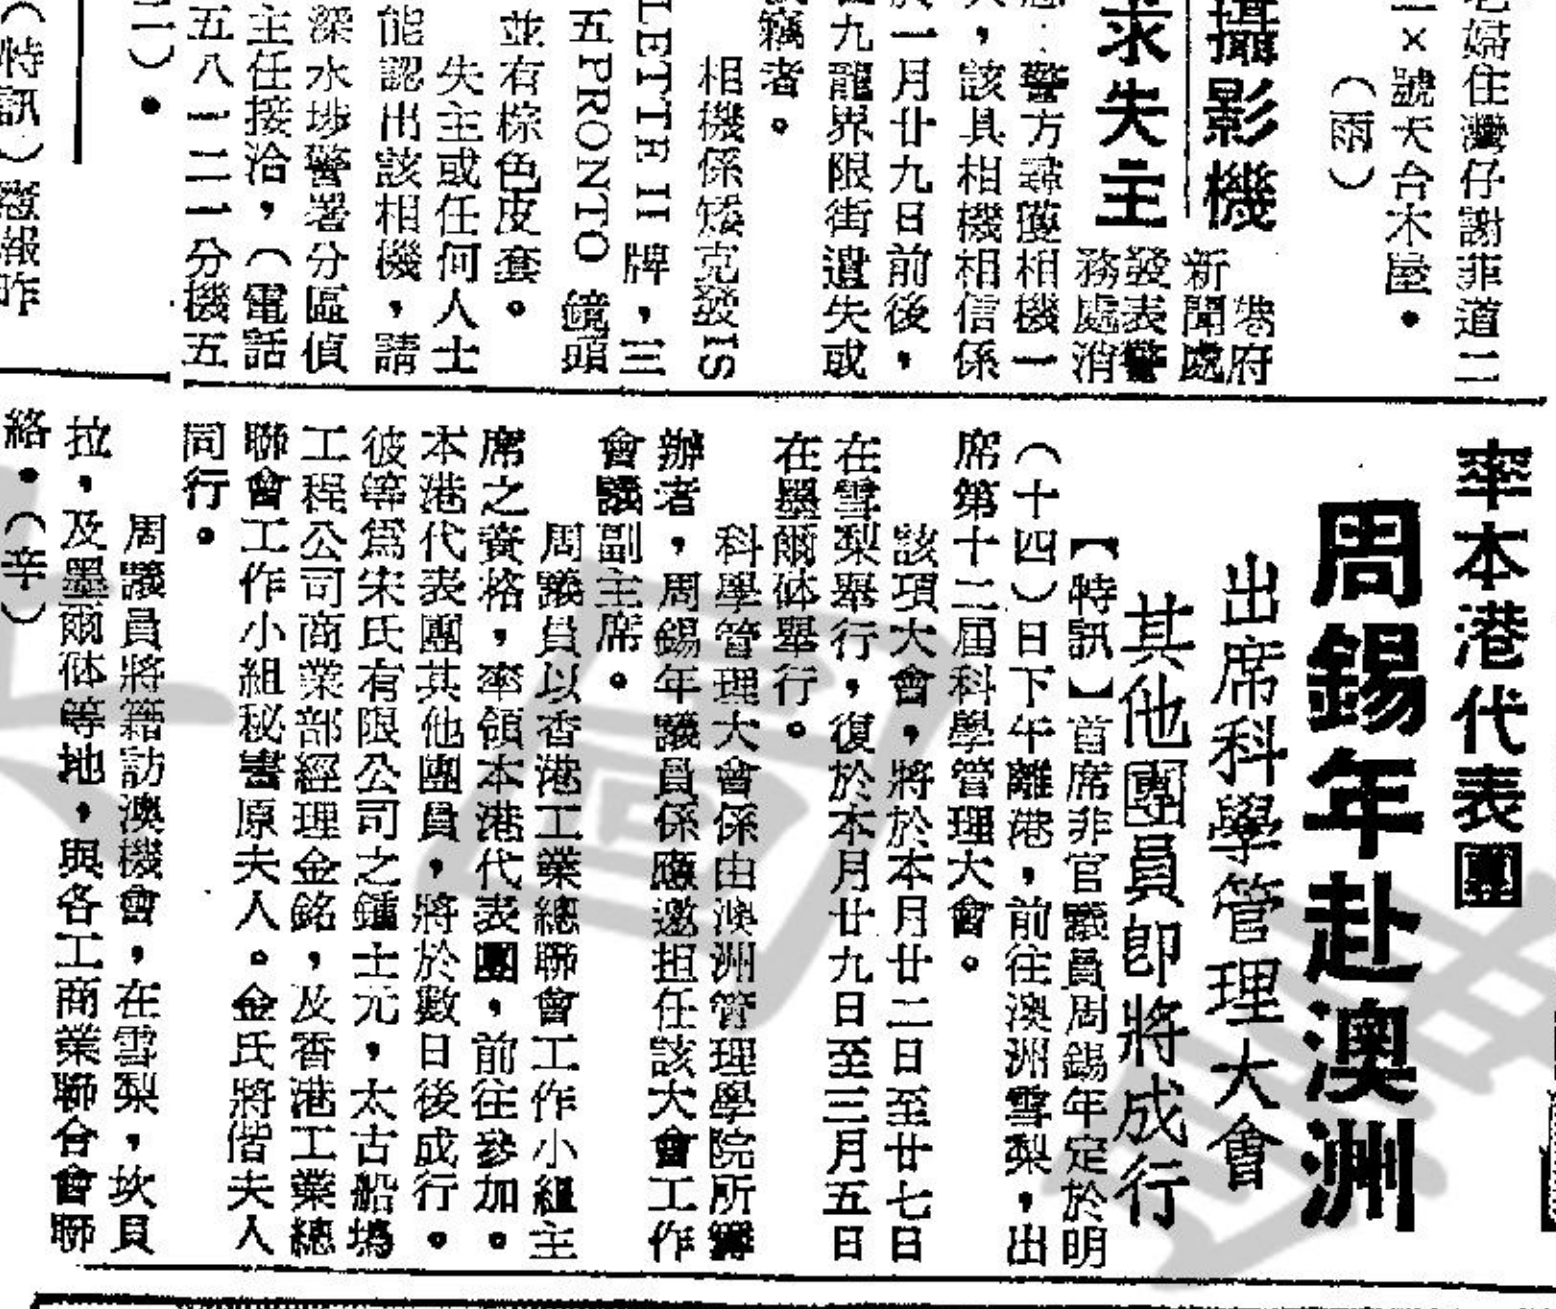 老婦住灣仔謝菲道二
×號天合木屋・
（雨）
攝影機
求失主
港府
新聞處
發表警
務處消
息：警方尋獲相機一
，該具相機相信係
於一月廿九日前後，
在九龍界限街遺失或
被竊者。
相機係矮克發IS
LETTE II 牌，三
五PRONTO 鏡頭
並有棕色皮套。
失主或任何人士
能認出該相機，請
深水埗警署分區偵
主任接洽，（電話
五八一二二一分機五
二）・
（特訊）
報昨
率本港代表團
周錫年赴澳洲
出席科學管理大會
其他團員即將成行
【特訊】首席非官議員周錫年定於明
（十四）日下午離港，前往澳洲雪梨，出
席第十二屆科學管理大會。
該項大會，將於本月廿二日至廿七日
在雪梨舉行，復於本月廿九日至三月五日
在墨爾砵舉行。
科學管理大會係由澳洲管理學院所籌
辦者，周錫年議員係應邀担任該大會工作
會議副主席。
周議員以香港工業總聯會工作小組主
席之資格，率領本港代表團，前往參加。
本港代表團其他團員，將於數日後成行。
彼等爲宋氏有限公司之鍾士元，太古船塢
工程公司商業部經理金銘，及香港工業總
聯會工作小組秘書原夫人。金氏將偕夫人
同行。
周議員將藉訪澳機會，在雪梨，坎貝
拉，及墨爾砵等地，與各工商業聯合會聯
絡・（辛）